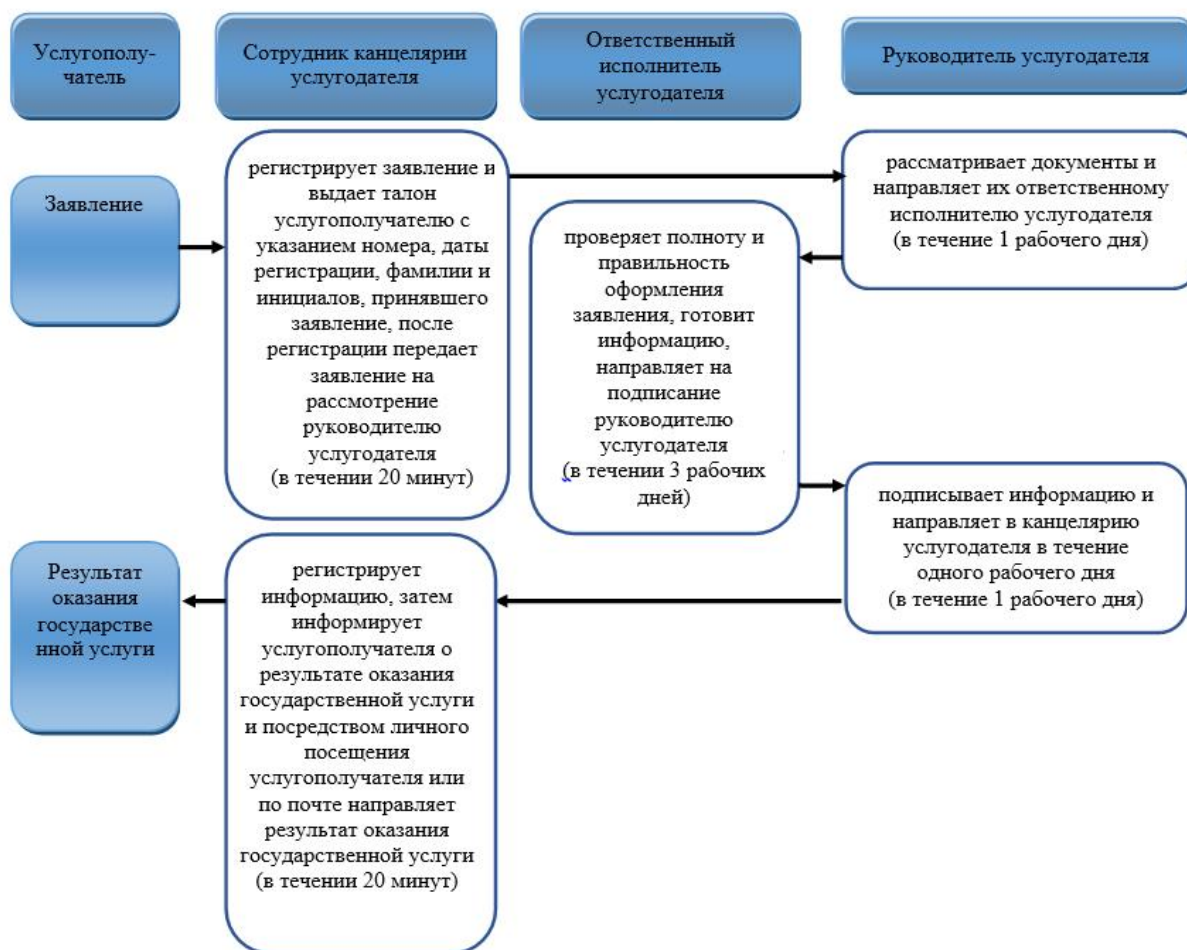 Услугополу-
чатель
Сотрудник канцелярии
услугодателя
Ответственный
исполнитель
услугодателя
Руководитель услугодателя
Заявление
регистрирует заявление и
выдает талон
услугополучателю с
указанием номера, даты
регистрации, фамилии и
инициалов, принявшего
заявление, после
регистрации передает
заявление на
рассмотрение
руководителю
услугодателя
(в течении 20 минут)
рассматривает документы и
направляет их ответственному
исполнителю услугодателя
(в течение 1 рабочего дня)
проверяет полноту и
правильность
оформления
заявления, готовит
информацию,
направляет на
подписание
руководителю
услугодателя
(в течении 3 рабочих
дней)
подписывает информацию и
направляет в канцелярию
услугодателя в течение
одного рабочего дня
(в течение 1 рабочего дня)
регистрирует
информацию, затем
информирует
услугополучателя о
результате оказания
государственной услуги
и посредством личного
посещения
услугополучателя или
по почте направляет
результат оказания
государственной услуги
(в течении 20 минут)
Результат
оказания
государстве
нной услуги